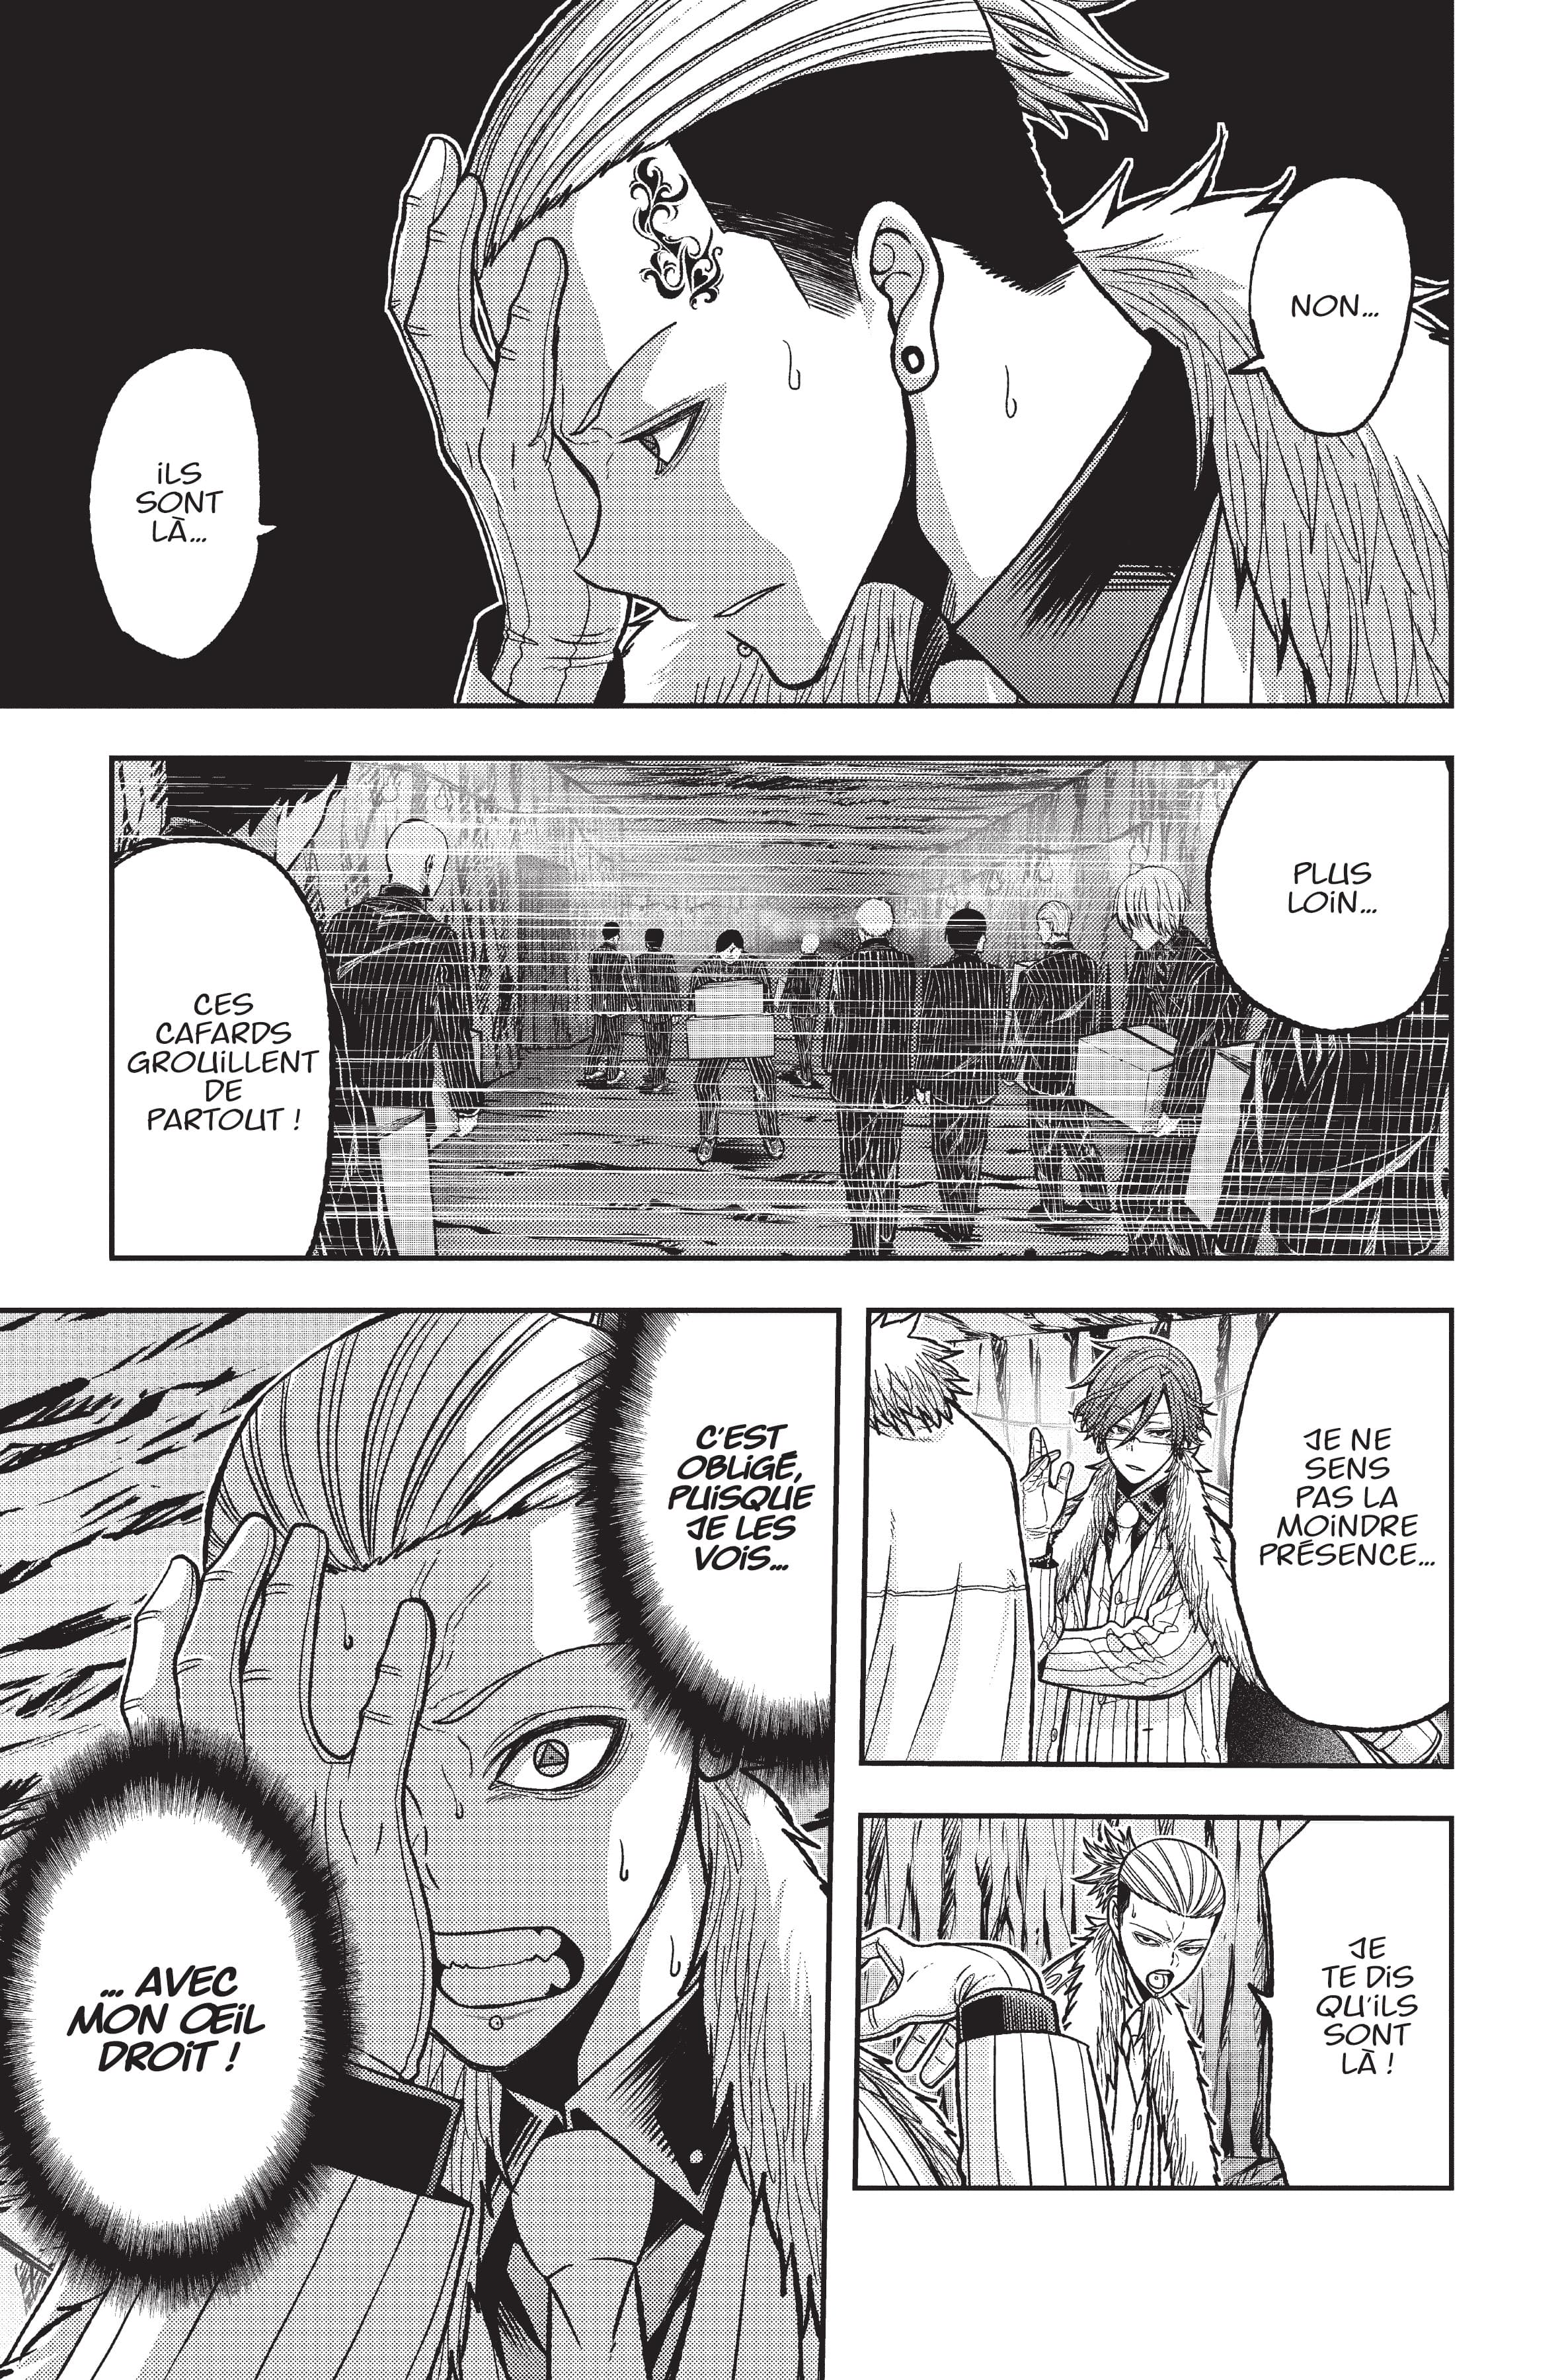 NON...
iLS
SONT
LÀ...
PLUS
LOiN...
CES
CAFARDS
GROUiLLENT
DE
PARTOUT !
JE NE
SENS
PAS LA
MOiNDRE
PRÉSENCE...
JE
TE DiS
QU'iLS
SONT
LÀ !
C'EST
OBLiGÉ,
PUiSQUE
JE LES
VOiS...
... AVEC
MON ŒiL
DROiT !